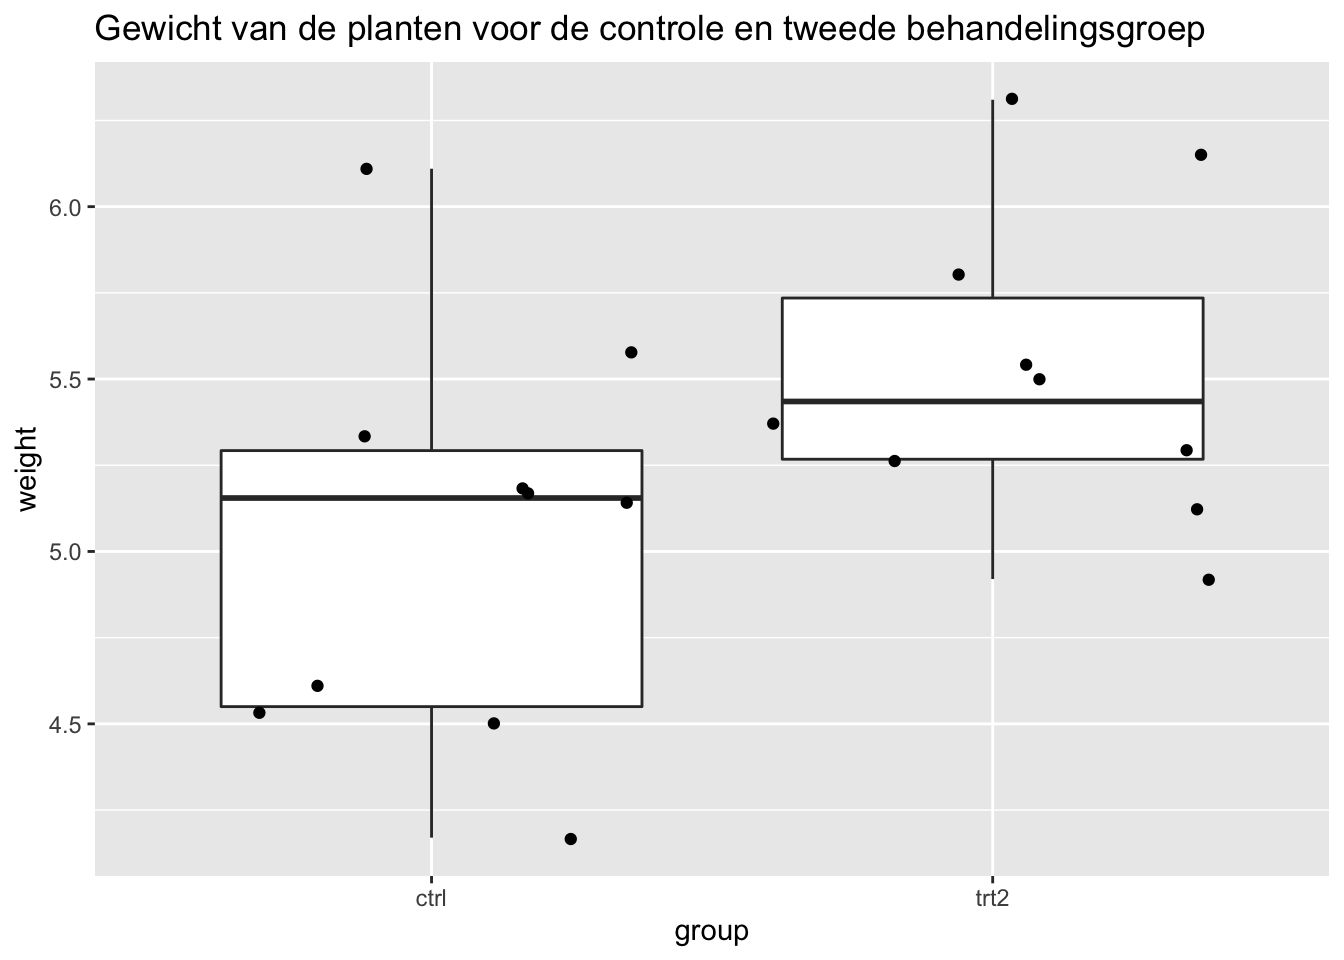 Gewicht van de planten voor de controle en tweede behandelingsgroep
6.0
5.5
5.0
4.5
weight
ctrl trt2
group